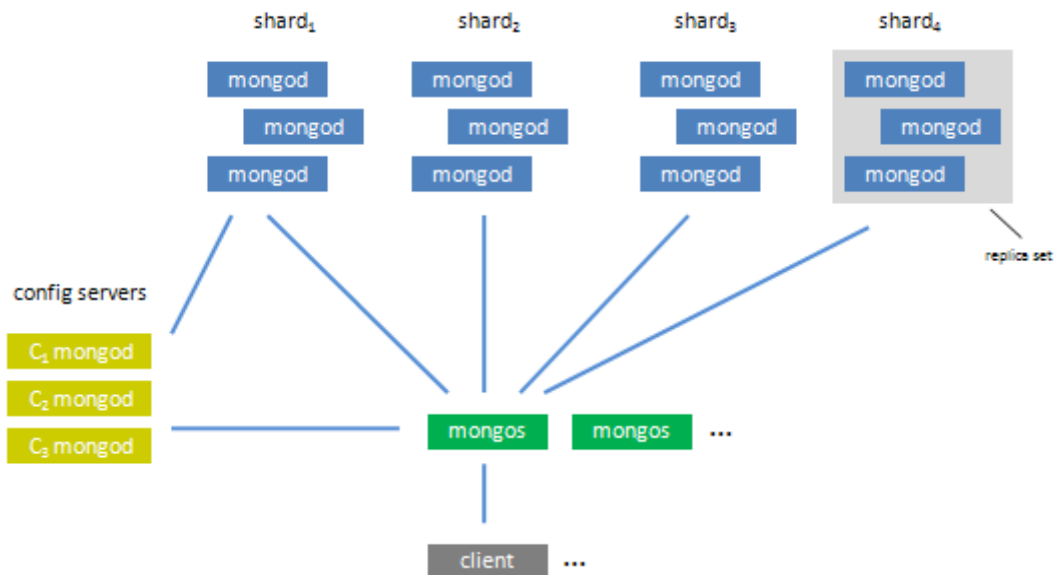 shard₁ shard₂ shard₃ shard₄
mongod mongod mongod mongod
mongod mongod mongod mongod
mongod mongod mongod mongod
replica set
config servers
C₁ mongod
C₂ mongod
C₃ mongod
mongos mongos ...
client ...